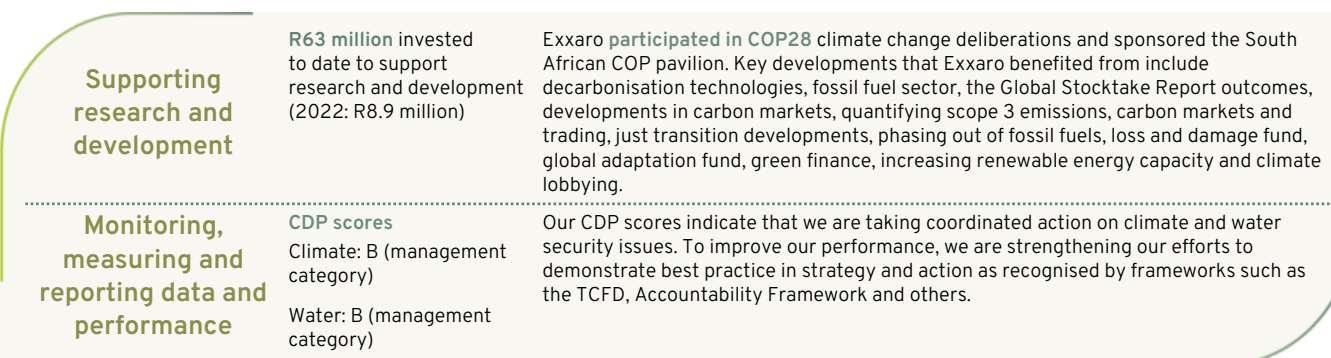 Supporting
research and
development
R63 million invested
to date to support
research and development
(2022: R8.9 million)
Exxaro participated in COP28 climate change deliberations and sponsored the South
African COP pavilion. Key developments that Exxaro benefited from include
decarbonisation technologies, fossil fuel sector, the Global Stocktake Report outcomes,
developments in carbon markets, quantifying scope 3 emissions, carbon markets and
trading, just transition developments, phasing out of fossil fuels, loss and damage fund,
global adaptation fund, green finance, increasing renewable energy capacity and climate
lobbying.
Monitoring,
measuring and
reporting data and
performance
CDP scores
Climate: B (management
category)
Water: B (management
category)
Our CDP scores indicate that we are taking coordinated action on climate and water
security issues. To improve our performance, we are strengthening our efforts to
demonstrate best practice in strategy and action as recognised by frameworks such as
the TCFD, Accountability Framework and others.